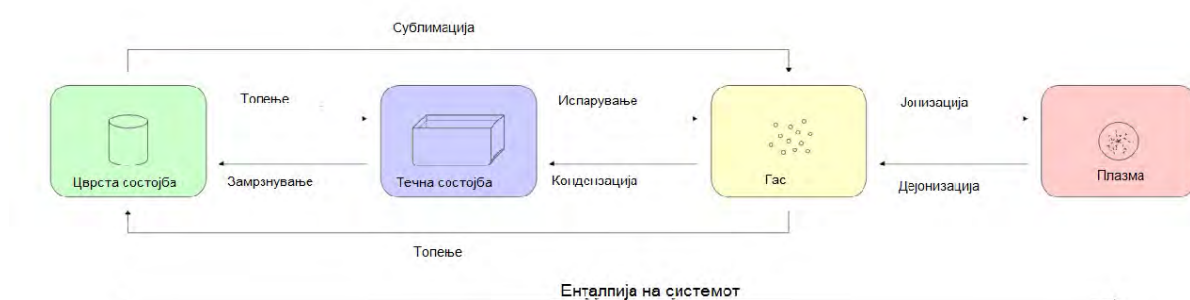 Сублимација
Топење
Испарување
Јонизација
Цврста состојба
Замрзнување
Течна состојба
Кондензација
Гас
Дејонизација
Плазма
Топење
Енталпија на системот